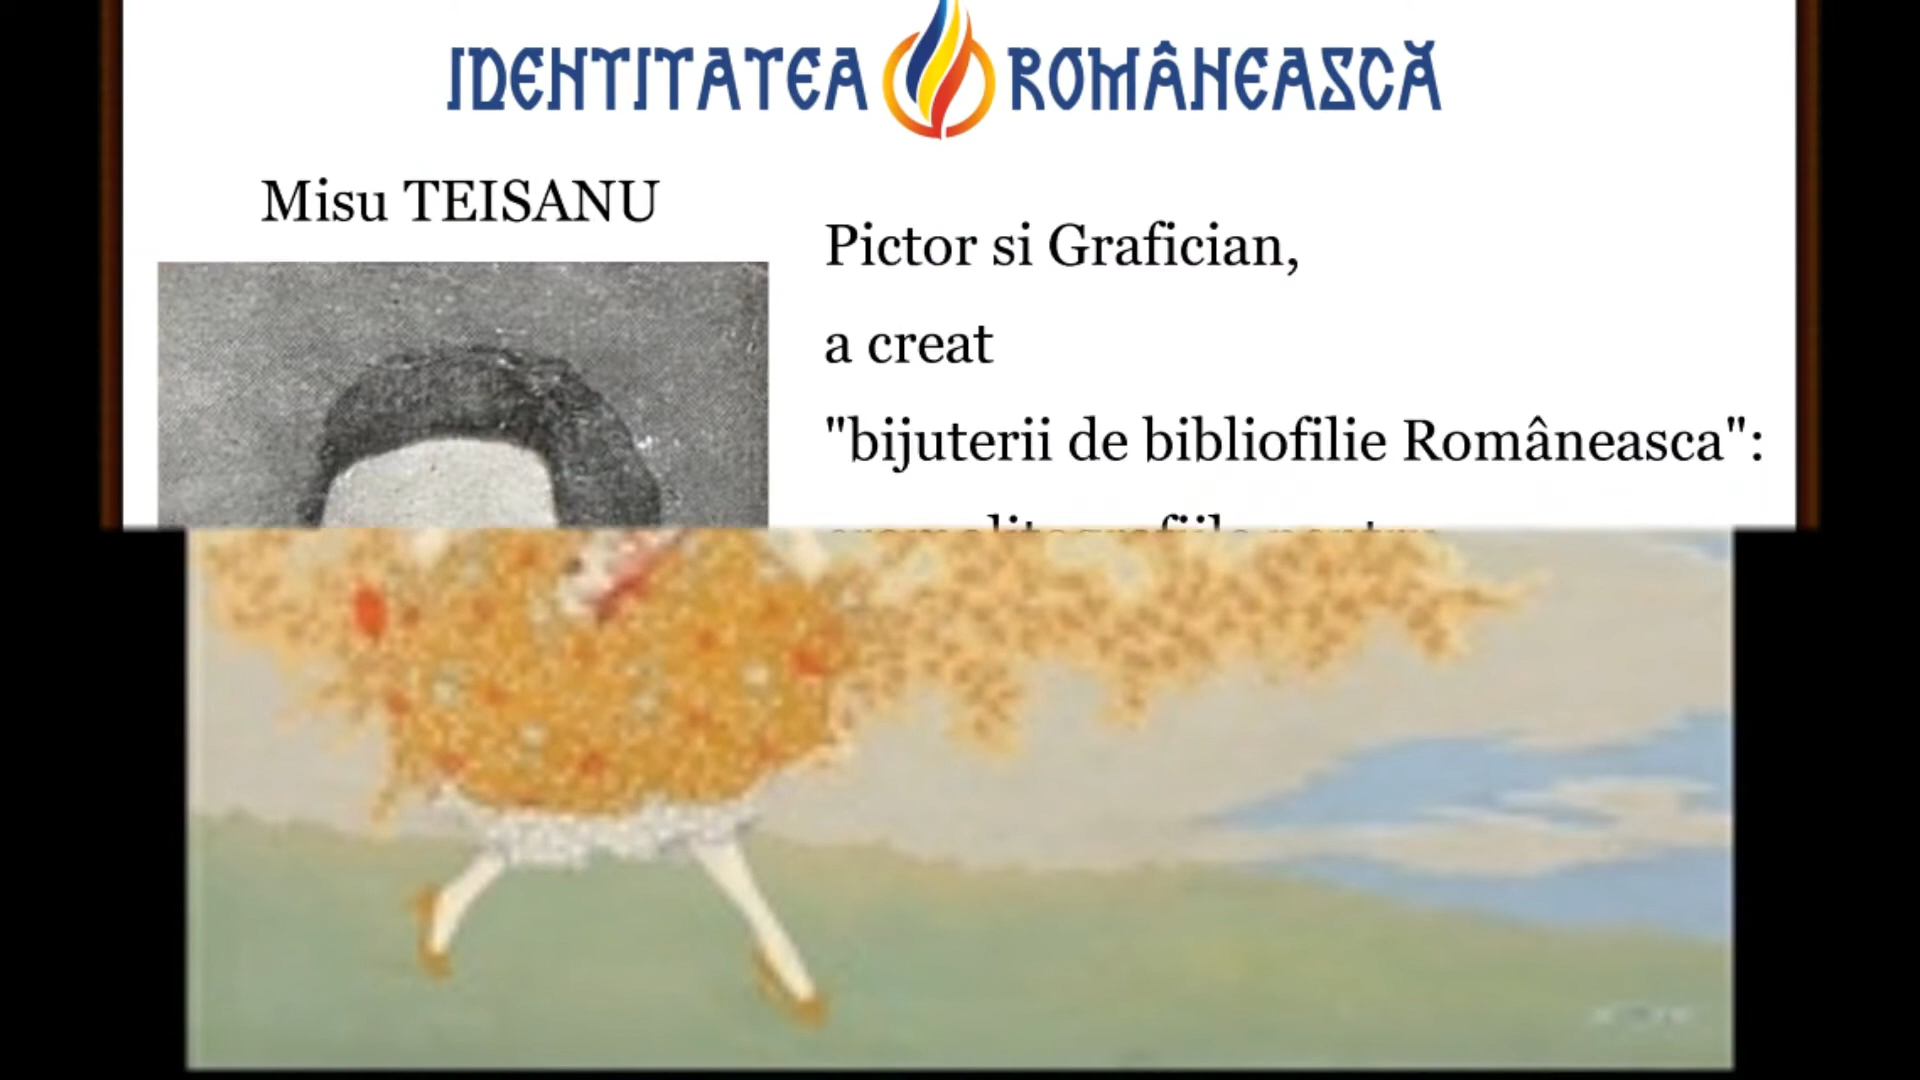 IDENTITATEA ROMÂNEASCĂ
Misu TEISANU
Pictor si Grafician,
a creat
"bijuterii de bibliofilie Româneasca":